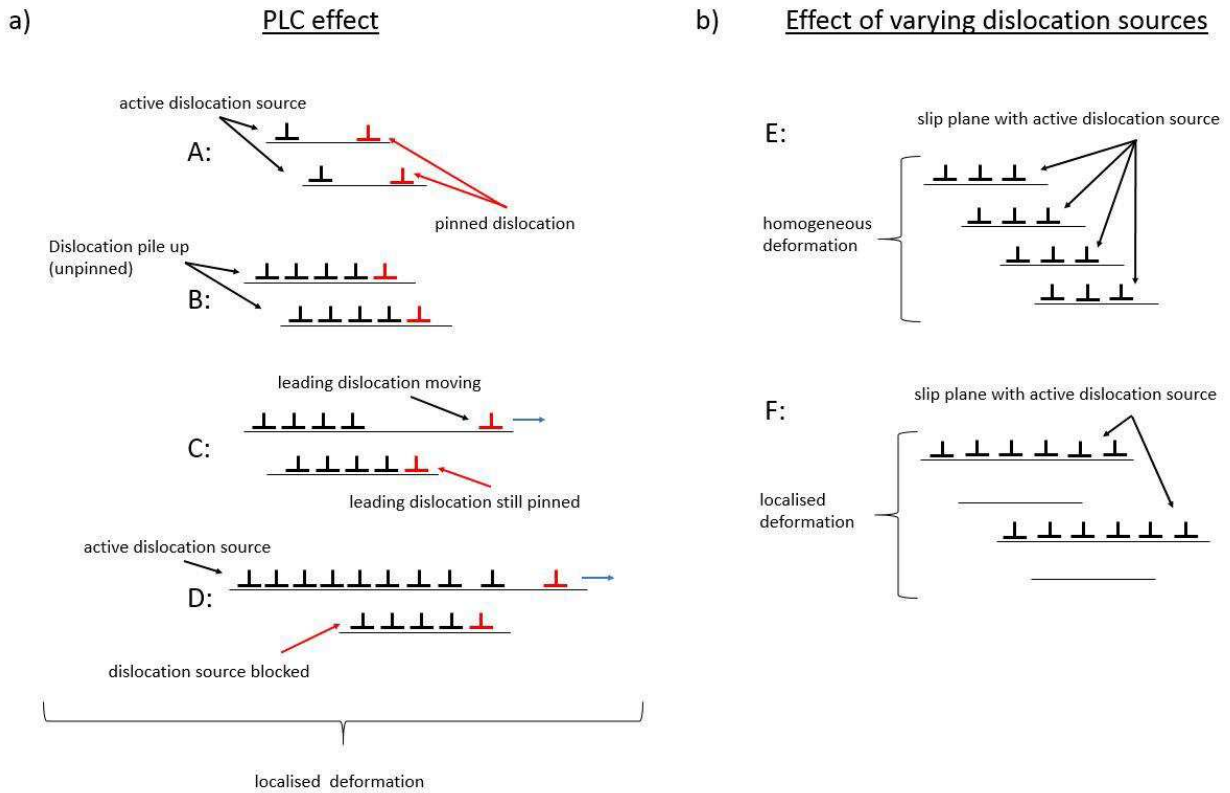 a)
PLC effect
active dislocation source
A:
pinned dislocation
Dislocation pile up
(unpinned)
B:
leading dislocation moving
C:
leading dislocation still pinned
active dislocation source
D:
dislocation source blocked
localised deformation
b)
Effect of varying dislocation sources
E:
slip plane with active dislocation source
homogeneous
deformation
F:
slip plane with active dislocation source
localised
deformation